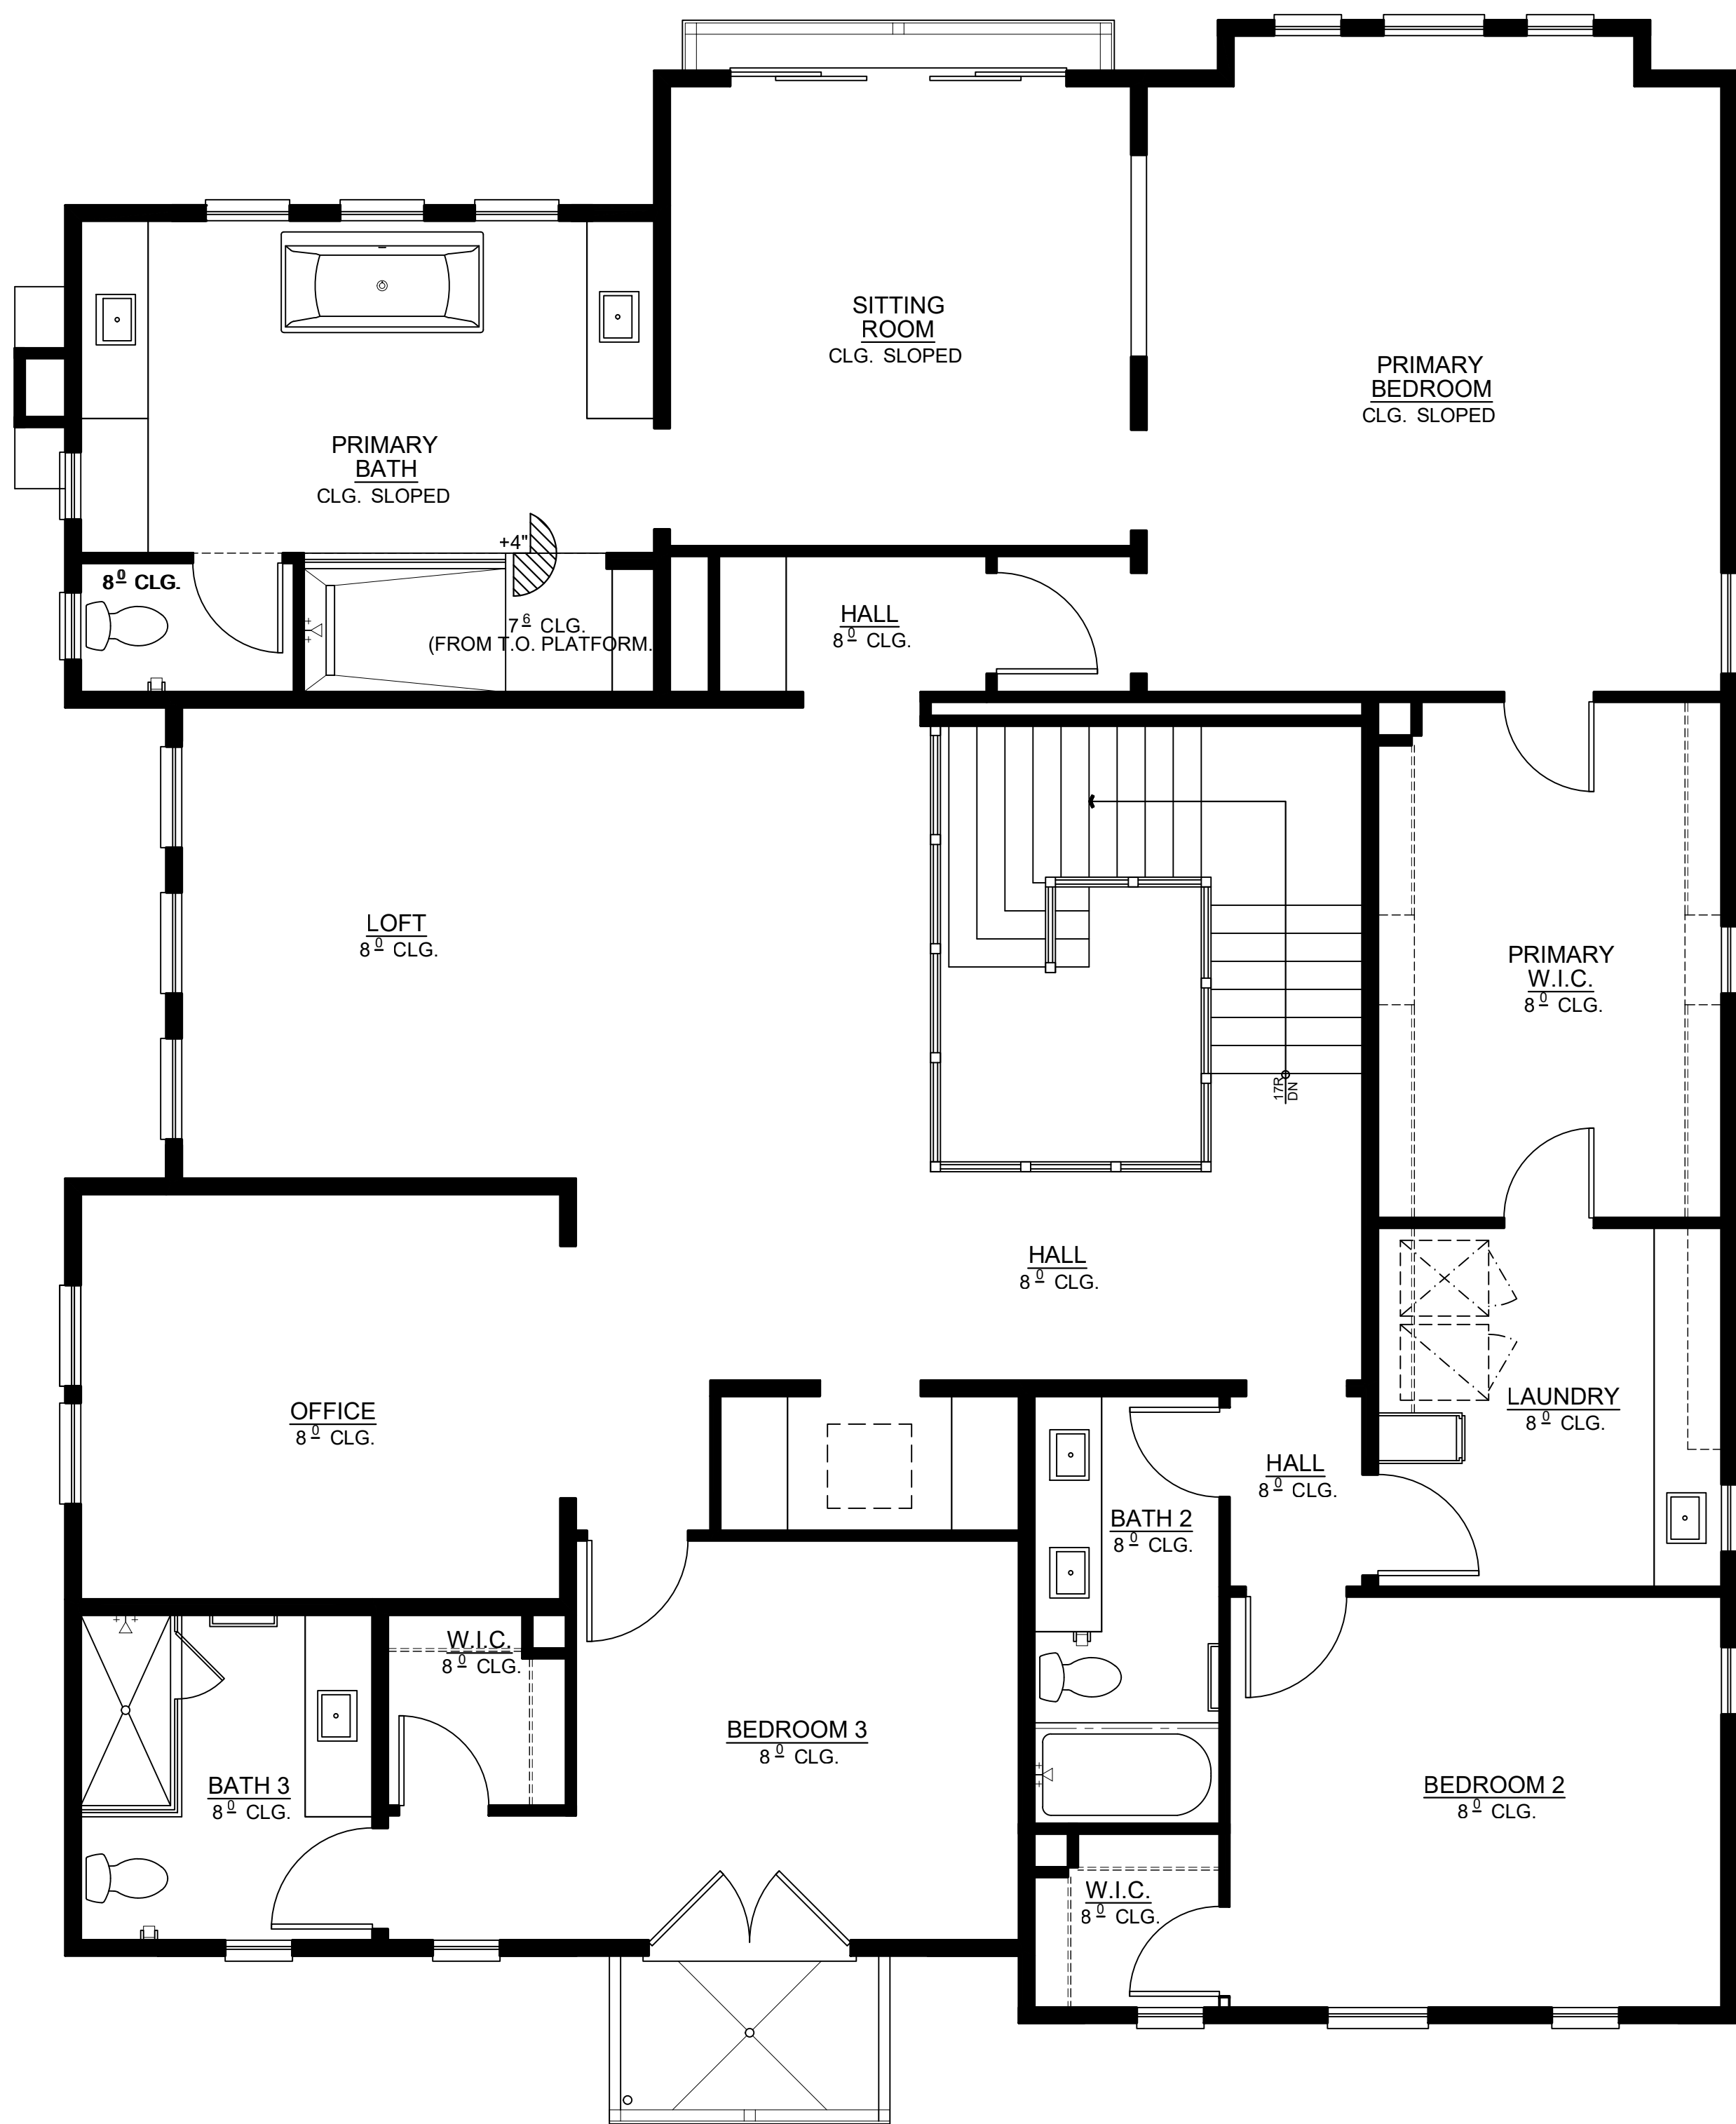 SITTING
ROOM
CLG. SLOPED
PRIMARY
BEDROOM
CLG. SLOPED
PRIMARY
BATH
CLG. SLOPED
+4"
8⁰ CLG.
7⁶ CLG.
(FROM T.O. PLATFORM.
HALL
8⁰ CLG.
LOFT
8⁰ CLG.
PRIMARY
W.I.C.
8⁰ CLG.
17R
DN
HALL
8⁰ CLG.
OFFICE
8⁰ CLG.
LAUNDRY
8⁰ CLG.
HALL
8⁰ CLG.
BATH 2
8⁰ CLG.
W.I.C.
8⁰ CLG.
BEDROOM 3
8⁰ CLG.
BATH 3
8⁰ CLG.
BEDROOM 2
8⁰ CLG.
W.I.C.
8⁰ CLG.